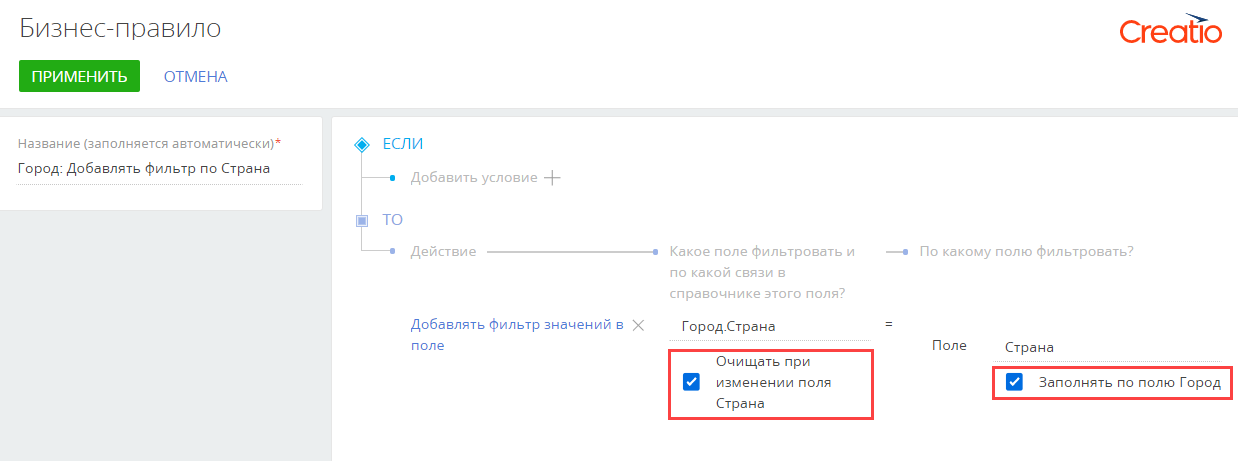 Бизнес-правило
Creatio
ПРИМЕНИТЬ
ОТМЕНА
Название (заполняется автоматически)*
Город: Добавлять фильтр по Страна
ЕСЛИ
Добавить условие
ТО
Действие
Какое поле фильтровать и
по какой связи в
справочнике этого поля?
По какому полю фильтровать?
Добавлять фильтр значений в
поле
Город.Страна
=
Поле
Страна
Очищать при
изменении поля
Страна
Заполнять по полю Город